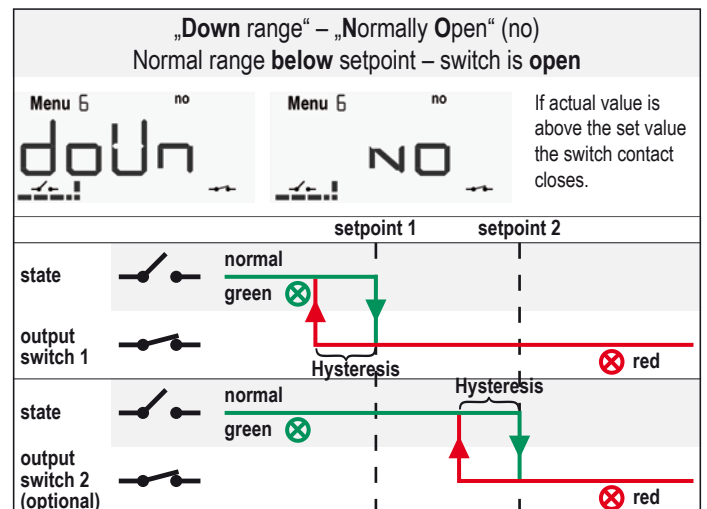 „Down range“ – „Normally Open“ (no)
Normal range below setpoint – switch is open
Menu 6 no
doUn
Menu 6 no
NO
If actual value is
above the set value
the switch contact
closes.
setpoint 1 setpoint 2
state
normal
green
output
switch 1
Hysteresis
red
state
normal
green
Hysteresis
output
switch 2
(optional)
red